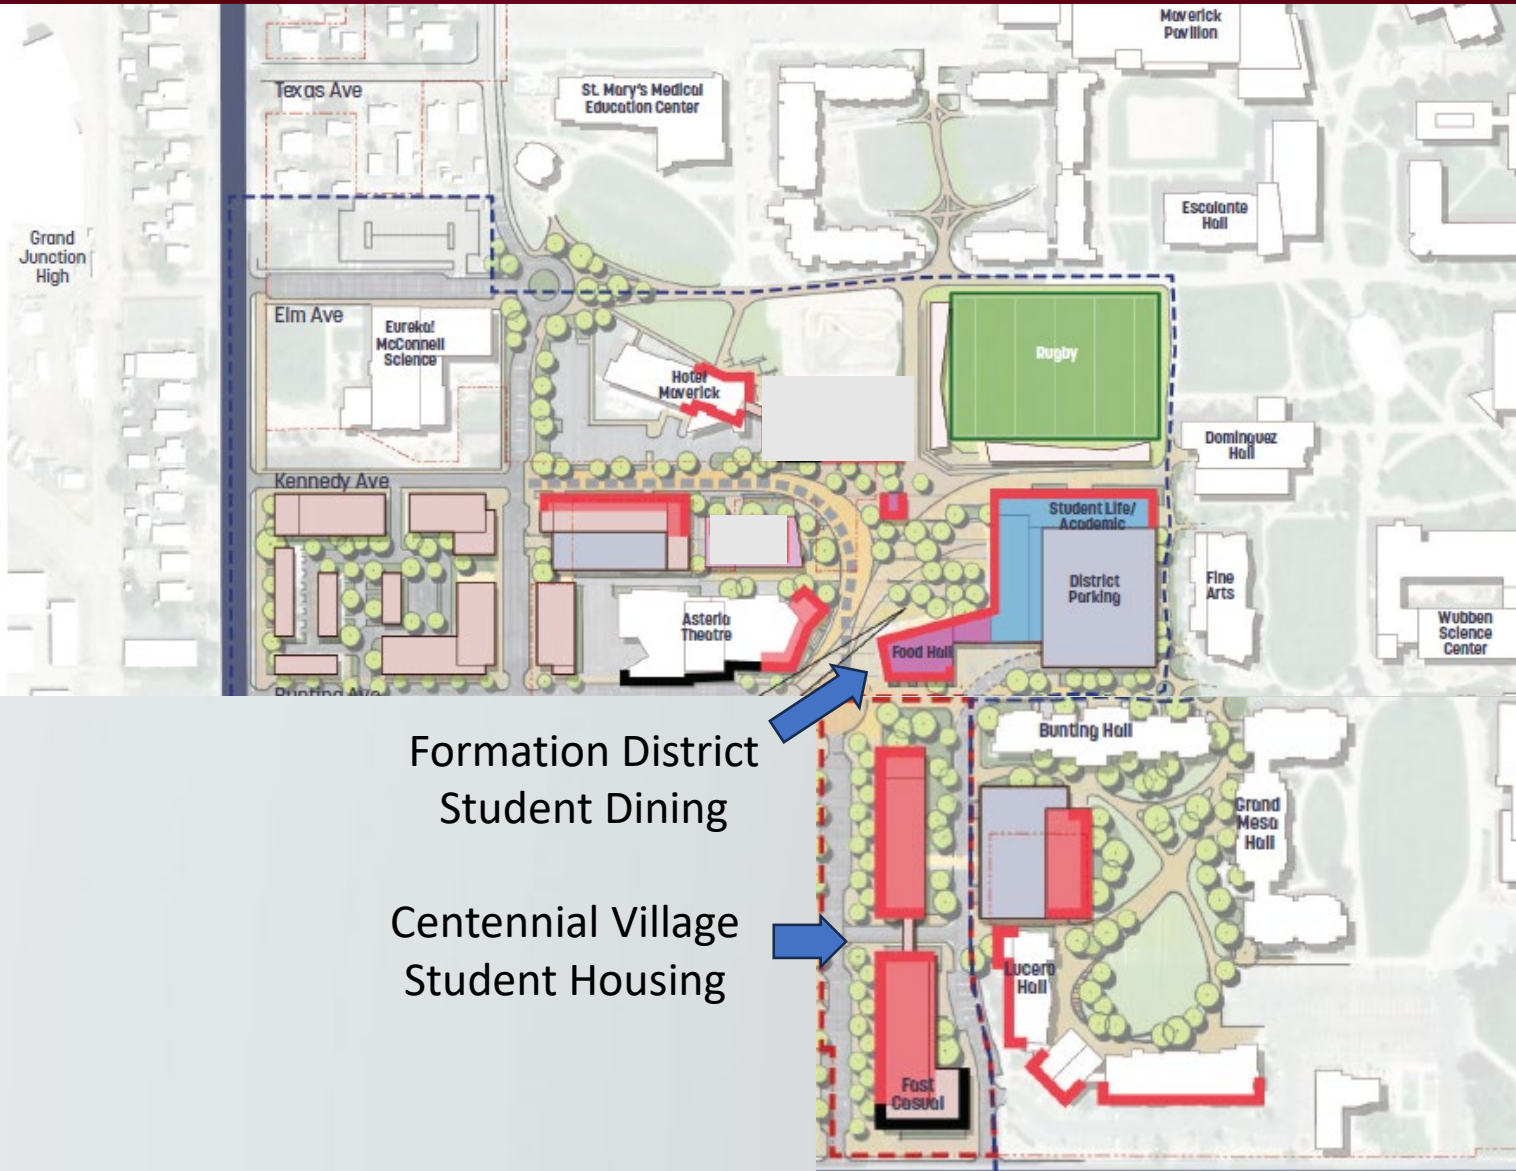 Maverick
Pavilion
Texas Ave
St. Mary's Medical
Education Center
Escalante
Hall
Grand
Junction
High
Elm Ave
Eureka!
McConnell
Science
Rugby
Hotel
Maverick
Dominguez
Hall
Kennedy Ave
Student Life/
Academic
District
Parking
Fine
Arts
Asteria
Theatre
Wubben
Science
Center
Food Hall
Bunting Ave
Bunting Hall
Formation District
Student Dining
Grand
Mesa
Hall
Centennial Village
Student Housing
Lucero
Hall
Fast
Casual